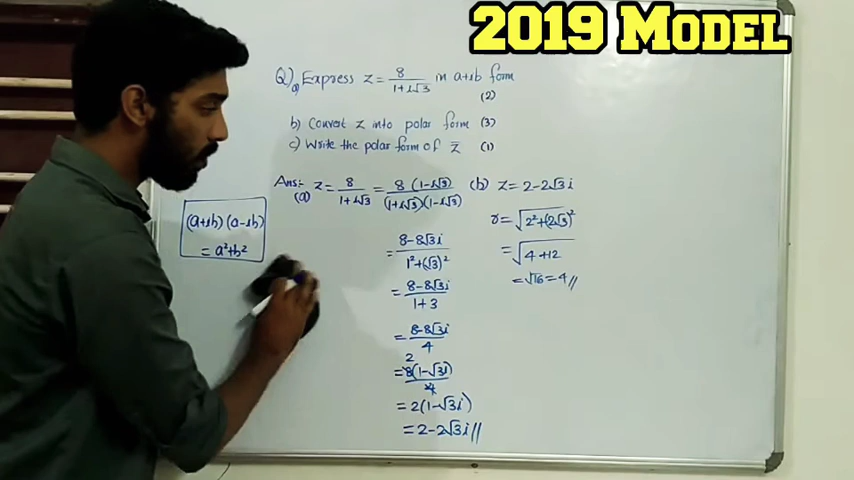 2019 MODEL
Q) a) Express z = 8/(1+i√3) in a+ib form (2)
b) Convert z into polar form (3)
c) Write the polar form of z̅ (1)
(a+ib)(a-ib)
= a²+b²
Ans:- (a) z = 8/(1+i√3) = 8(1-i√3)/((1+i√3)(1-i√3))
= (8-8√3i)/(1²+(√3)²)
= (8-8√3i)/(1+3)
= (8-8√3i)/4
2
= 8(1-√3i)/4
= 2(1-√3i)
= 2-2√3i//
(b) z = 2-2√3i
r = √(2²+(2√3)²)
= √(4+12)
= √16 = 4//